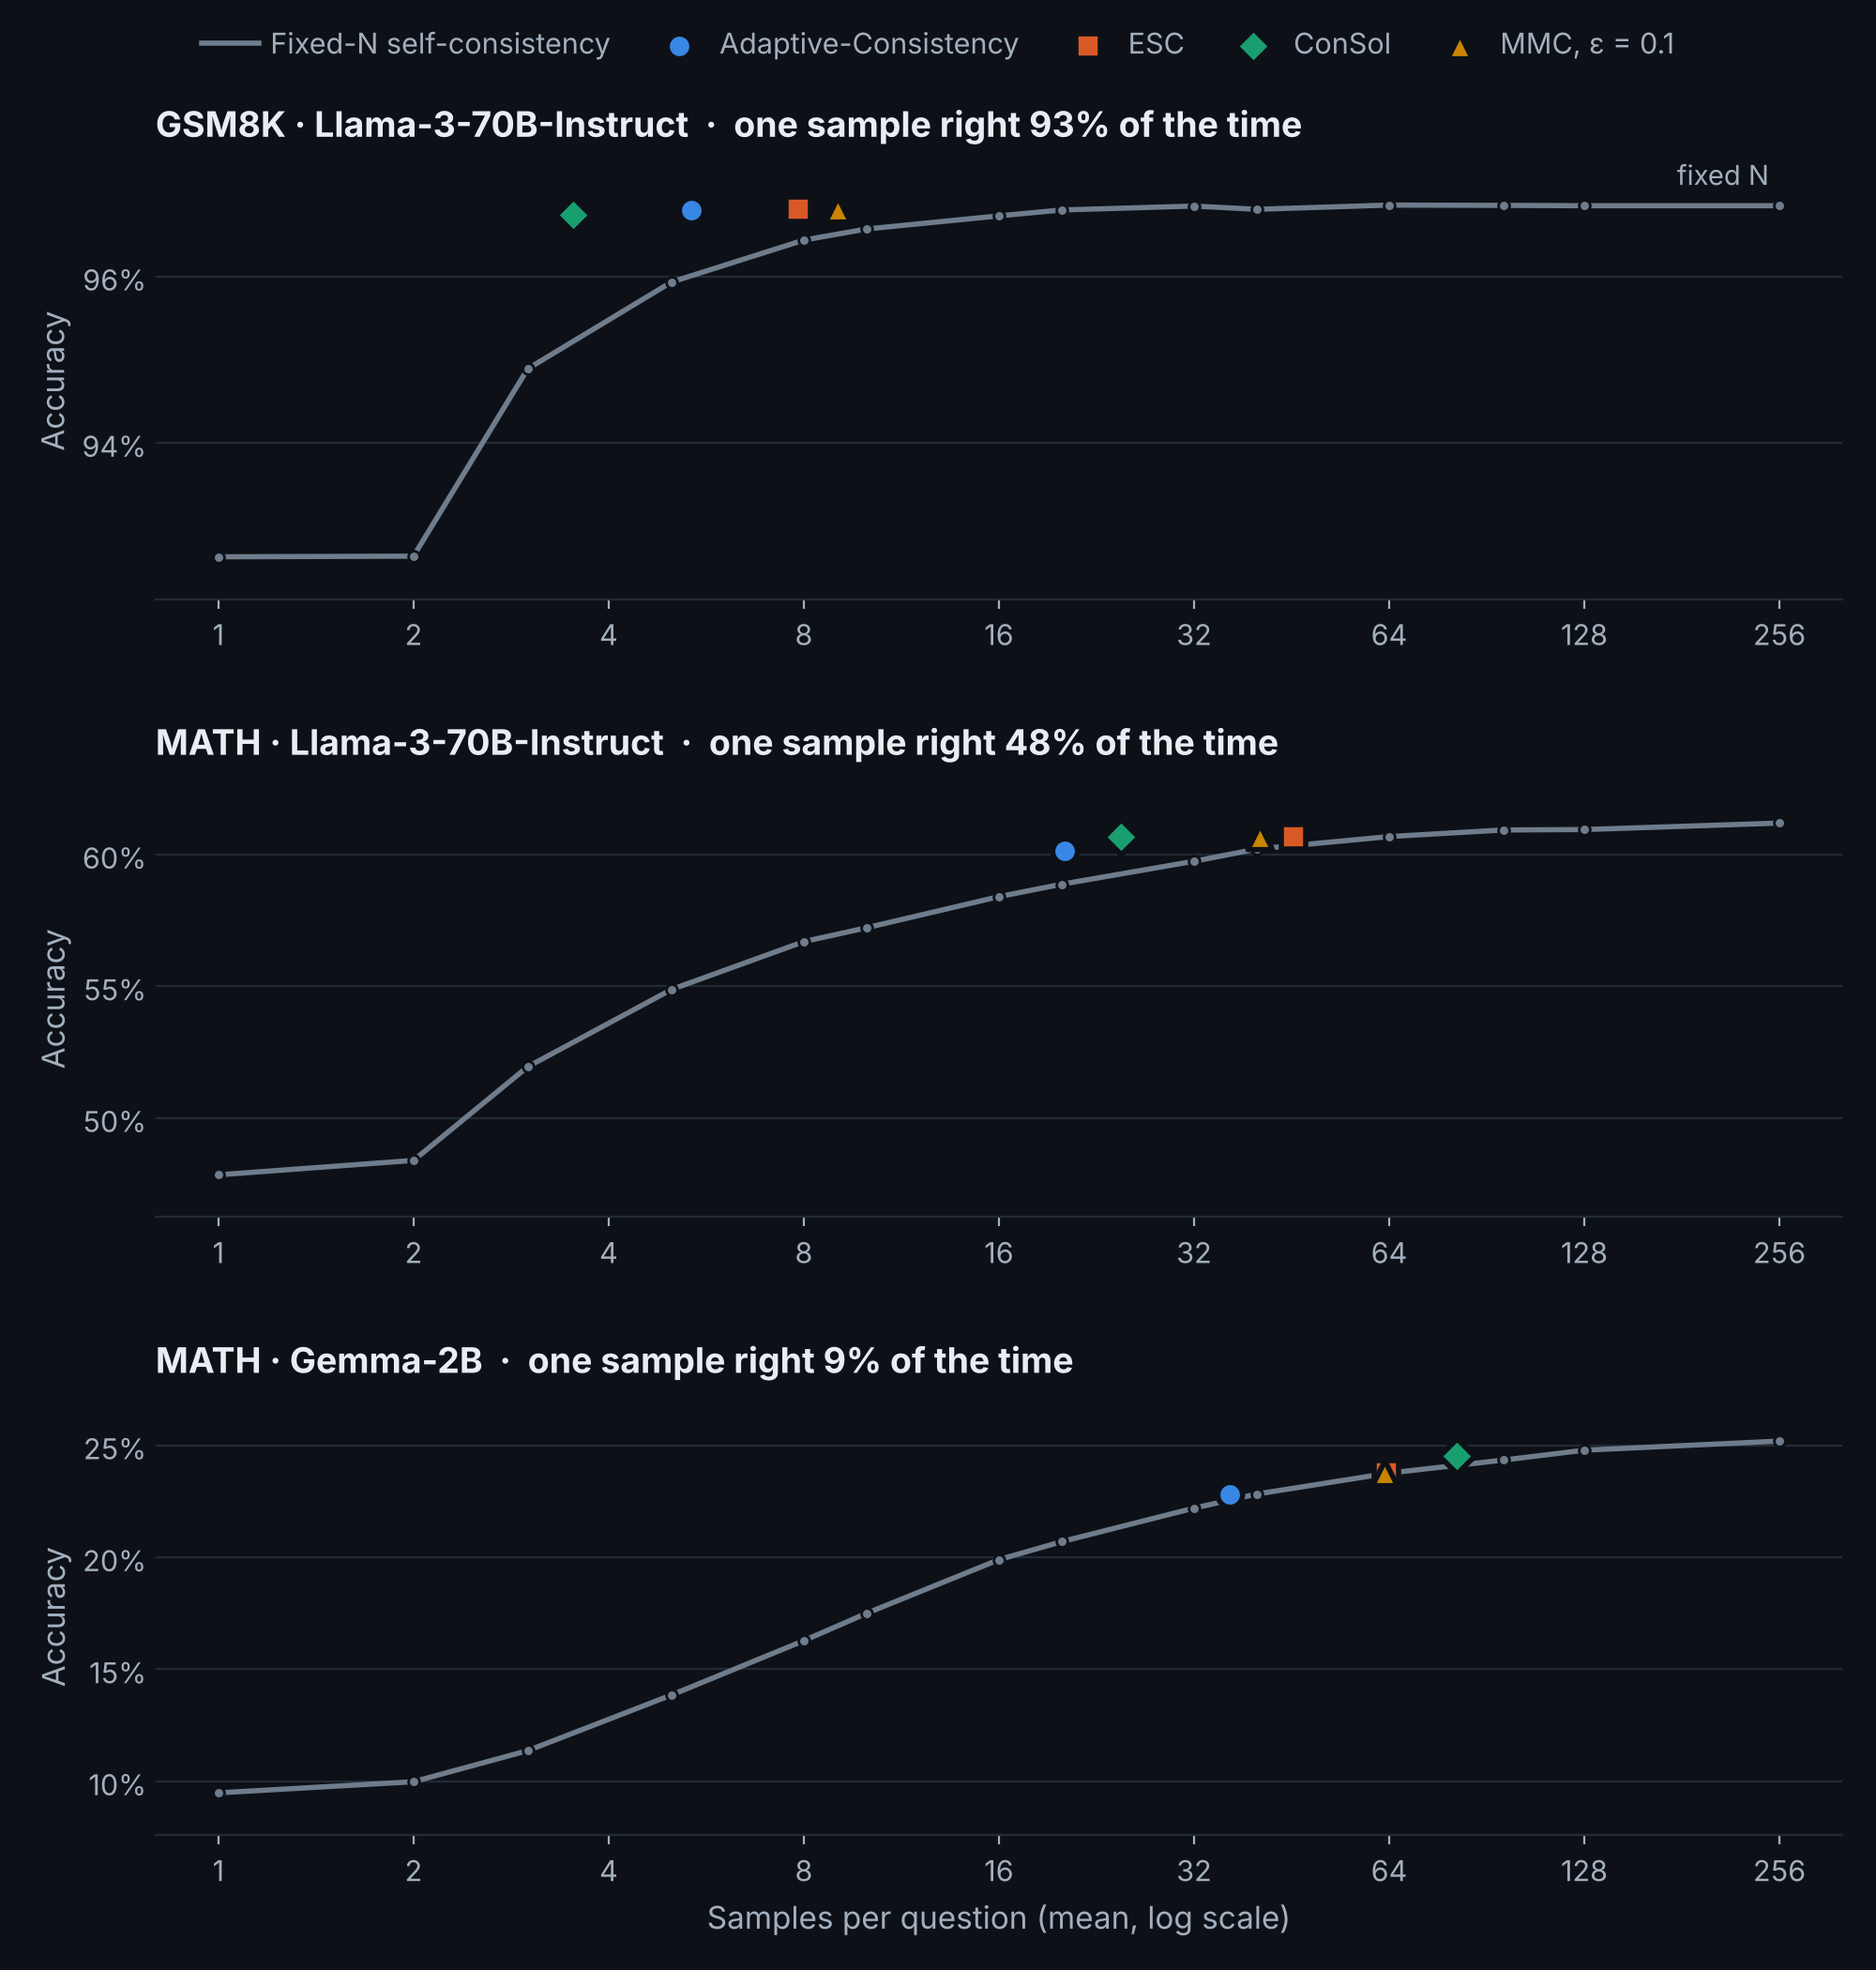 Fixed-N self-consistency Adaptive-Consistency ESC ConSol MMC, ε = 0.1
GSM8K · Llama-3-70B-Instruct · one sample right 93% of the time
fixed N
96%
94%
Accuracy
1 2 4 8 16 32 64 128 256
MATH · Llama-3-70B-Instruct · one sample right 48% of the time
60%
55%
50%
Accuracy
1 2 4 8 16 32 64 128 256
MATH · Gemma-2B · one sample right 9% of the time
25%
20%
15%
10%
Accuracy
1 2 4 8 16 32 64 128 256
Samples per question (mean, log scale)